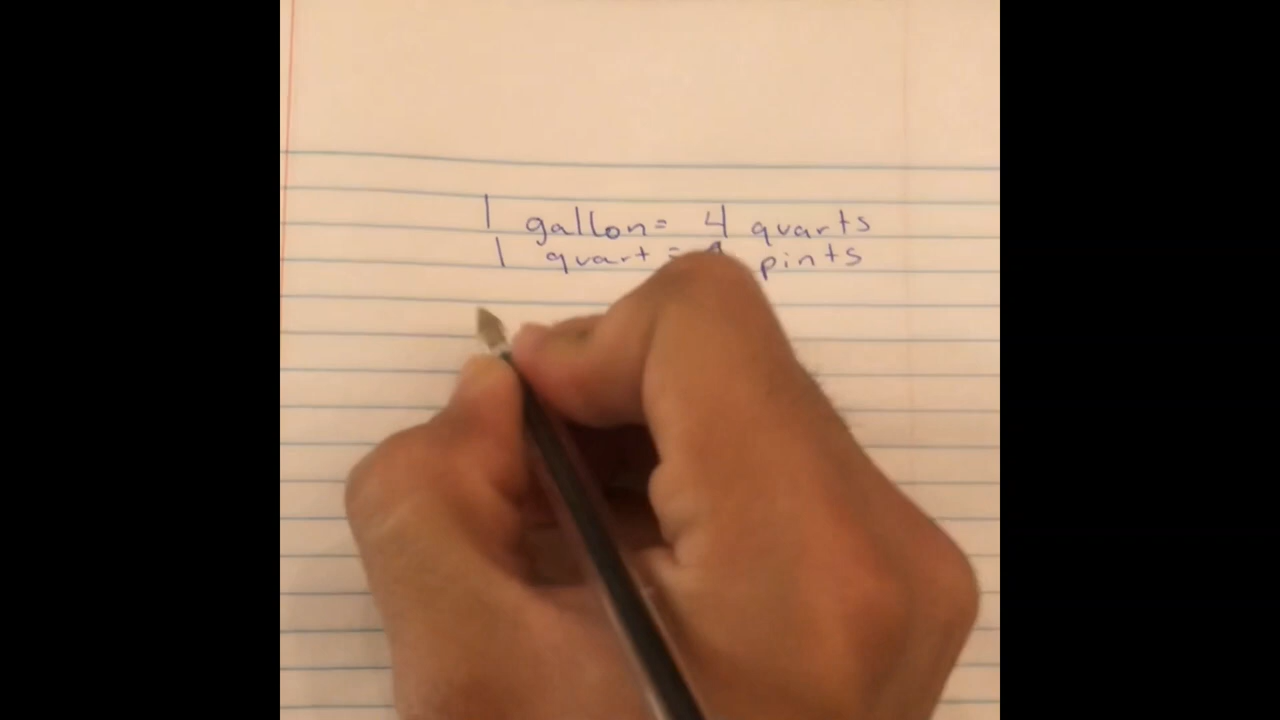 1 gallon= 4 quarts
1 quart = pints